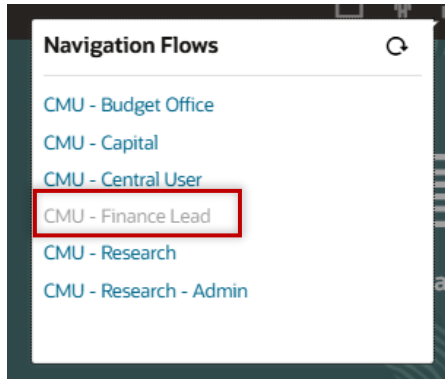 Navigation Flows
CMU - Budget Office
CMU - Capital
CMU - Central User
CMU - Finance Lead
CMU - Research
CMU - Research - Admin